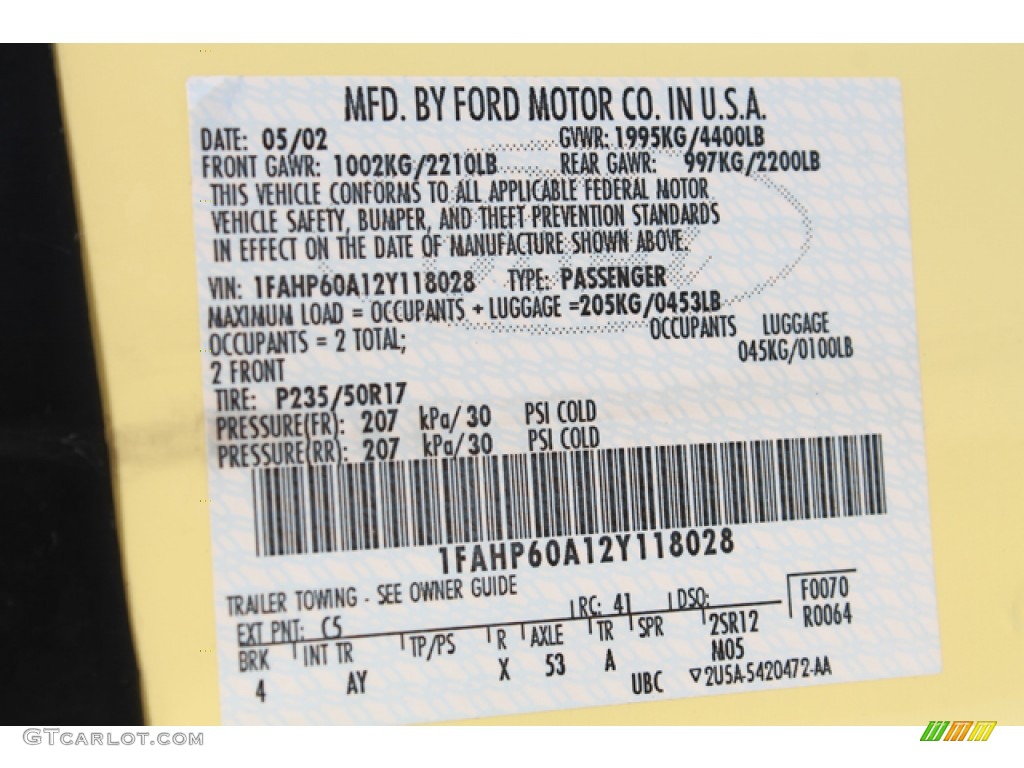 MFD. BY FORD MOTOR CO. IN U.S.A.
DATE: 05/02 GVWR: 1995KG/4400LB
FRONT GAWR: 1002KG/2210LB REAR GAWR: 997KG/2200LB
THIS VEHICLE CONFORMS TO ALL APPLICABLE FEDERAL MOTOR
VEHICLE SAFETY, BUMPER, AND THEFT PREVENTION STANDARDS
IN EFFECT ON THE DATE OF MANUFACTURE SHOWN ABOVE.
VIN: 1FAHP60A12Y118028 TYPE: PASSENGER
MAXIMUM LOAD = OCCUPANTS + LUGGAGE =205KG/0453LB
OCCUPANTS = 2 TOTAL; OCCUPANTS LUGGAGE
2 FRONT 045KG/0100LB
TIRE: P235/50R17
PRESSURE(FR): 207 kPa/ 30 PSI COLD
PRESSURE(RR): 207 kPa/ 30 PSI COLD
1FAHP60A12Y118028
TRAILER TOWING - SEE OWNER GUIDE
EXT PNT: C5 RC: 41 DSO: F0070
BRK INT TR TP/PS R AXLE TR SPR 2SR12 R0064
4 AY X 53 A M05
UBC ▽2U5A-5420472-AA
GTCARLOT.COM